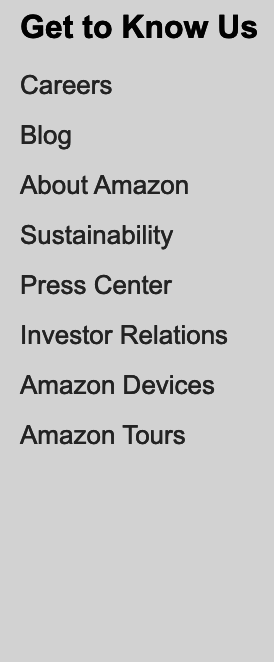 Get to Know Us
Careers
Blog
About Amazon
Sustainability
Press Center
Investor Relations
Amazon Devices
Amazon Tours